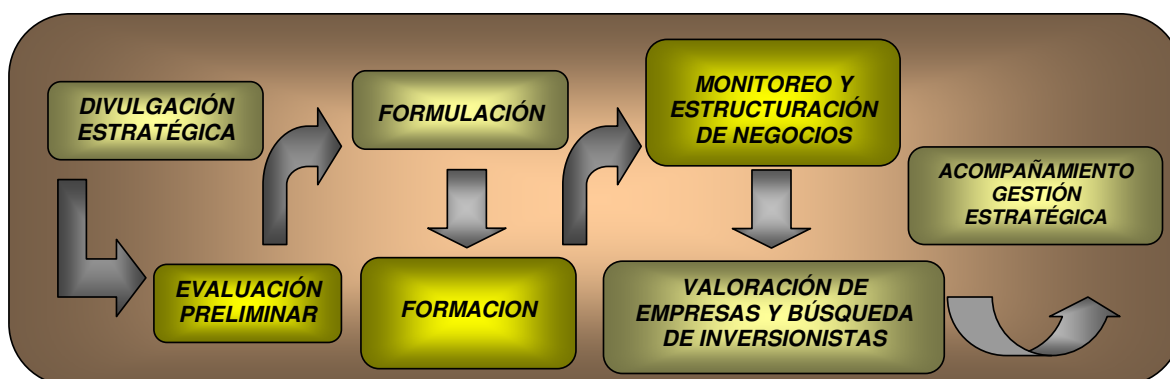 DIVULGACIÓN
ESTRATÉGICA
EVALUACIÓN
PRELIMINAR
FORMULACIÓN
FORMACION
MONITOREO Y
ESTRUCTURACIÓN
DE NEGOCIOS
VALORACIÓN DE
EMPRESAS Y BÚSQUEDA
DE INVERSIONISTAS
ACOMPAÑAMIENTO
GESTIÓN
ESTRATÉGICA